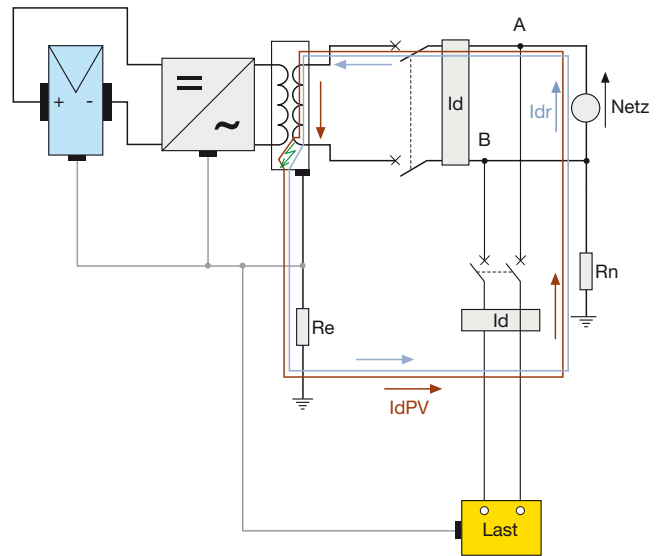 A
+ -
=
~
Id
Idr
Netz
B
Rn
Re
Id
IdPV
Last